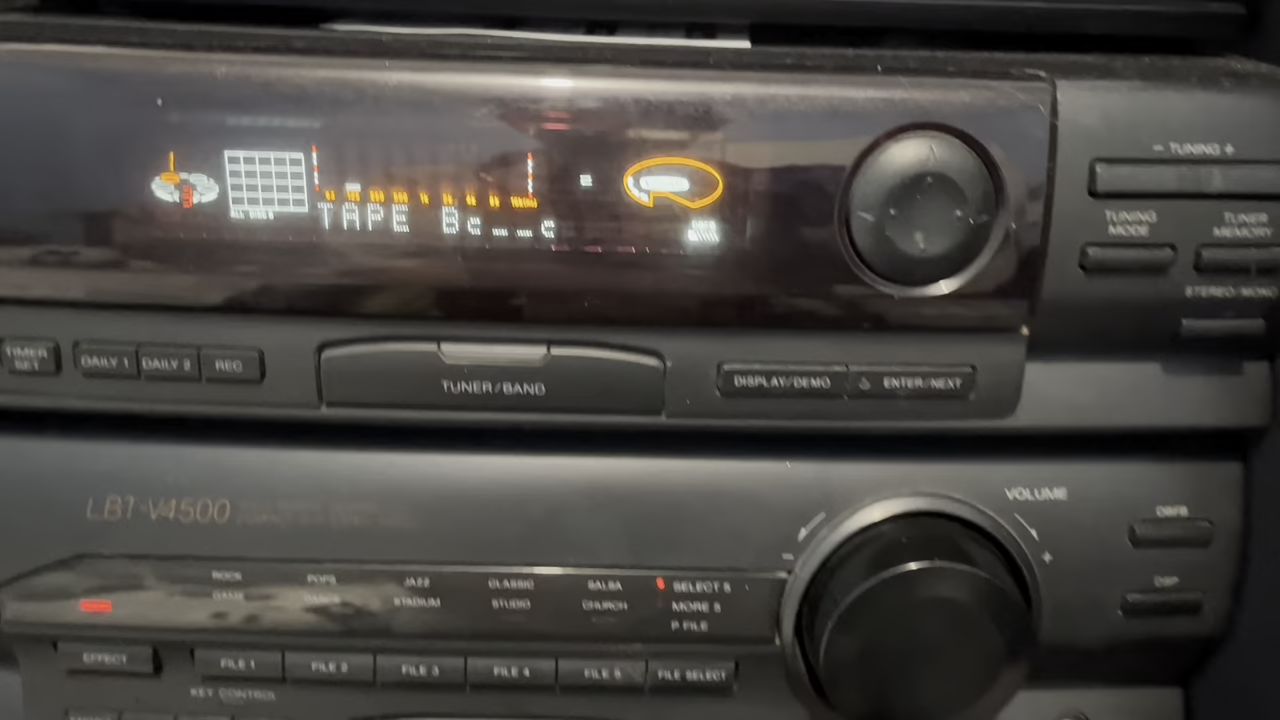 TAPE B
ALL DISCS
- TUNING +
TUNING MODE
TUNER MEMORY
STEREO/MONO
TIMER SET
DAILY 1
DAILY 2
REC
TUNER/BAND
DISPLAY/DEMO
ENTER/NEXT
LBT-V4500
VOLUME
- +
DBFB
DSP
ROCK POPS JAZZ CLASSIC SALSA SELECT 5
GAME DANCE STADIUM STUDIO CHURCH MORE 5
P FILE
EFFECT
FILE 1
FILE 2
FILE 3
FILE 4
FILE 5
FILE SELECT
KEY CONTROL